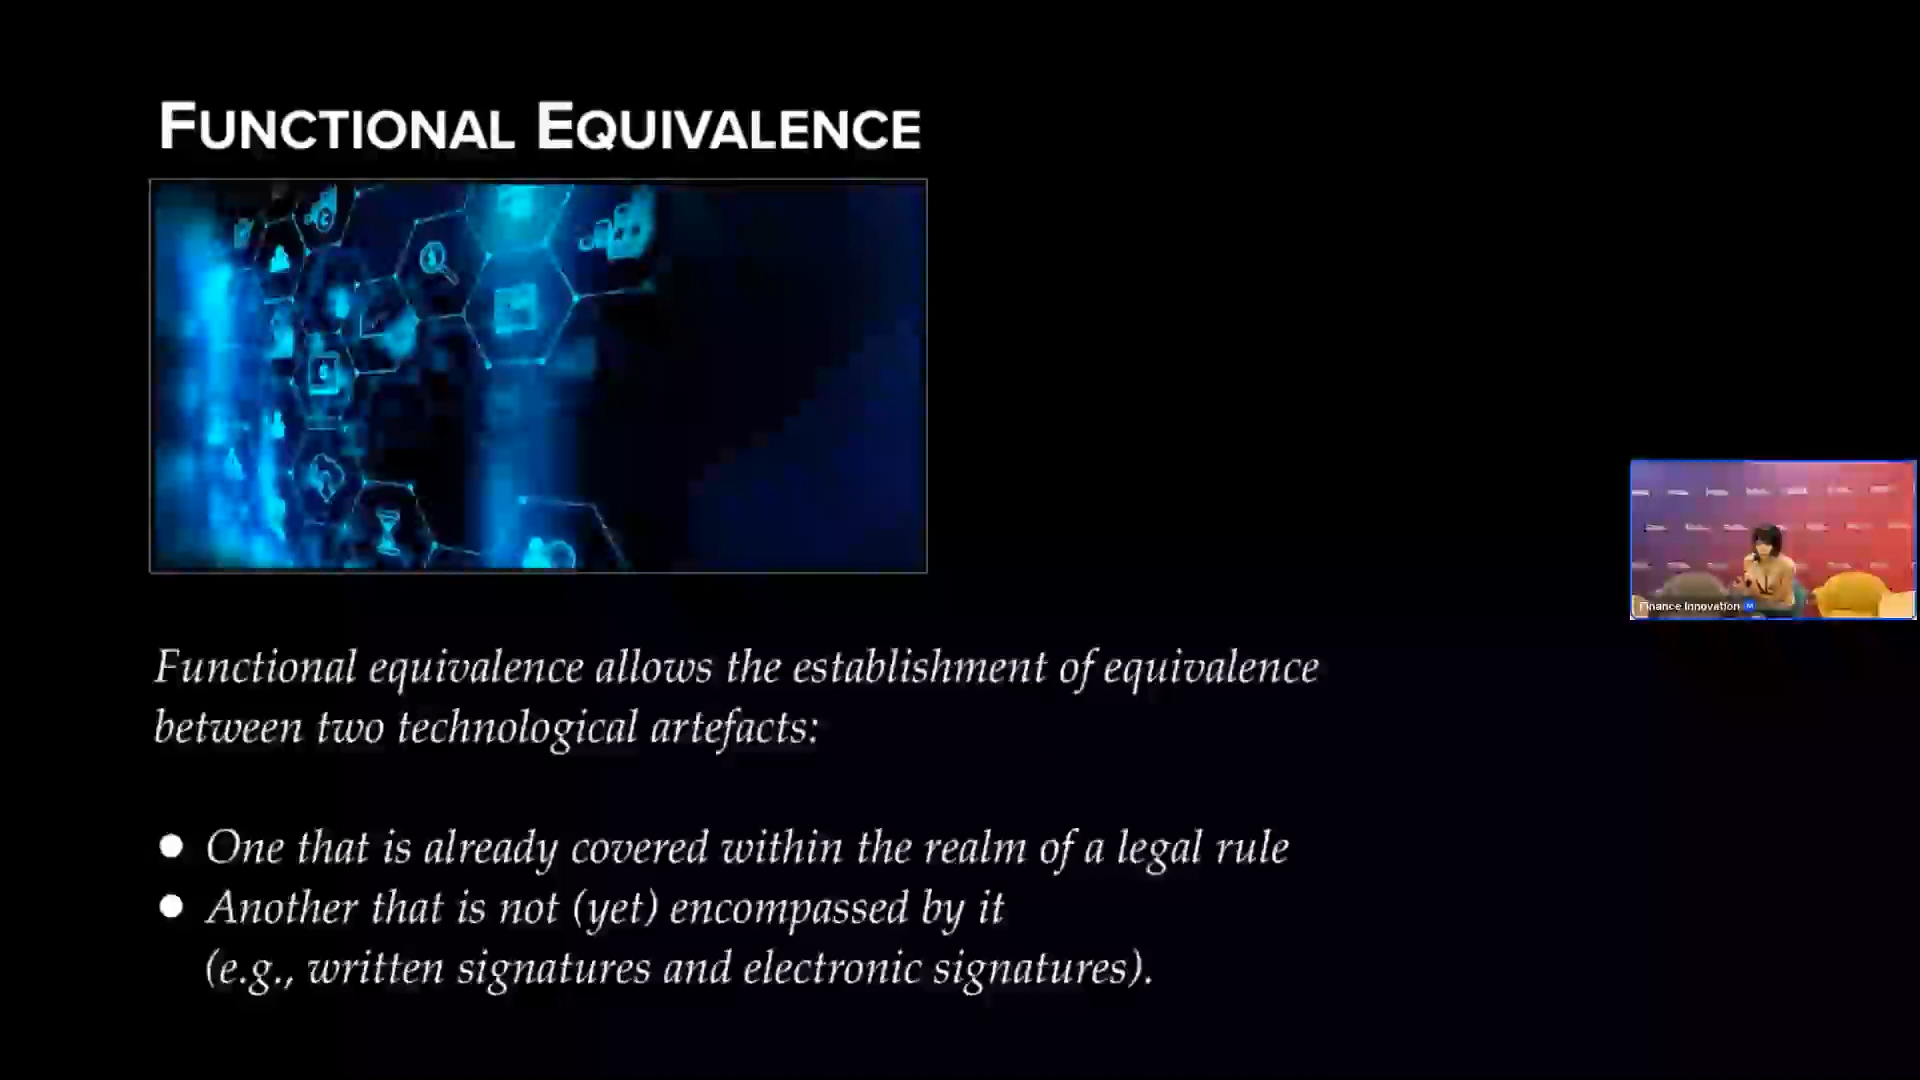 FUNCTIONAL EQUIVALENCE
Functional equivalence allows the establishment of equivalence
between two technological artefacts:
● One that is already covered within the realm of a legal rule
● Another that is not (yet) encompassed by it
(e.g., written signatures and electronic signatures).
Finance Innovation